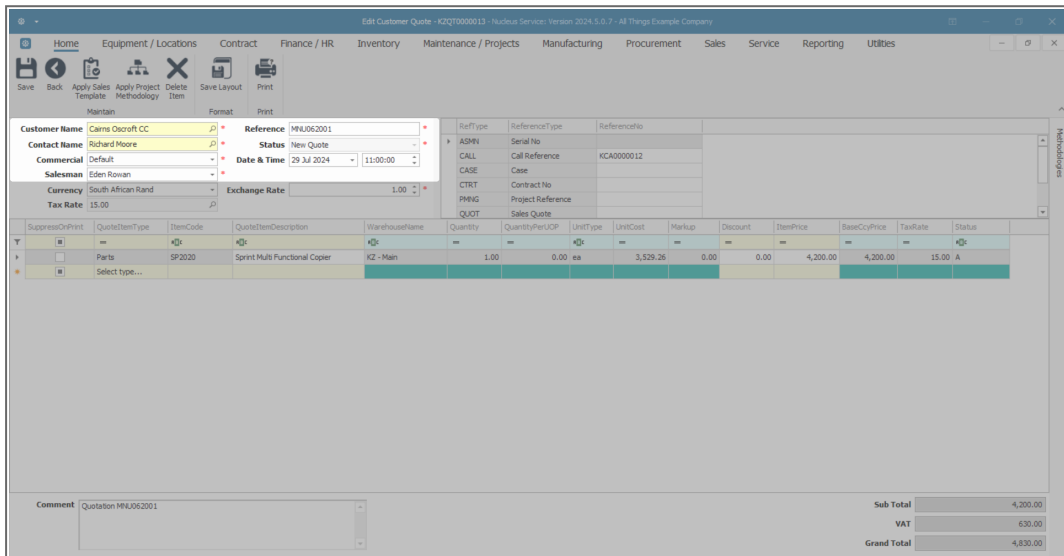 Edit Customer Quote - KZQT0000013 - Nucleus Service: Version 2024.5.0.7 - All Things Example Company
Home Equipment / Locations Contract Finance / HR Inventory Maintenance / Projects Manufacturing Procurement Sales Service Reporting Utilities
Save Back Apply Sales Template Apply Project Methodology Delete Item Save Layout Print
Maintain Format Print
Customer Name Cairns Oscroft CC * Reference MNU062001 * RefType ReferenceType ReferenceNo
Contact Name Richard Moore * Status New Quote * ASMN Serial No
Commercial Default * Date & Time 29 Jul 2024 11:00:00 CALL Call Reference KCA0000012
Salesman Eden Rowan * CASE Case
Currency South African Rand Exchange Rate 1.00 * CTRT Contract No
Tax Rate 15.00 PMNG Project Reference
QUOT Sales Quote
Methodologies
SuppressOnPrint QuoteItemType ItemCode QuoteItemDescription WarehouseName Quantity QuantityPerUOP UnitType UnitCost Markup Discount ItemPrice BaseCcyPrice TaxRate Status
Parts SP2020 Sprint Multi Functional Copier KZ - Main 1.00 0.00 ea 3,529.26 0.00 0.00 4,200.00 4,200.00 15.00 A
* Select type...
Comment Quotation MNU062001
Sub Total 4,200.00
VAT 630.00
Grand Total 4,830.00